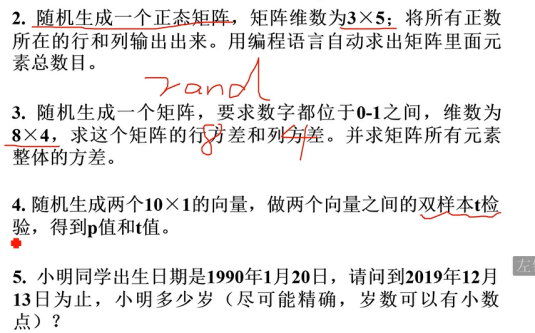 2. 随机生成一个正态矩阵，矩阵维数为3×5；将所有正数
所在的行和列输出出来。用编程语言自动求出矩阵里面元
素总数目。
rand
3. 随机生成一个矩阵，要求数字都位于0-1之间，维数为
8×4，求这个矩阵的行方差和列方差。并求矩阵所有元素
8 4
整体的方差。
4. 随机生成两个10×1的向量，做两个向量之间的双样本t检
验，得到p值和t值。
左
5. 小明同学出生日期是1990年1月20日，请问到2019年12月
13日为止，小明多少岁（尽可能精确，岁数可以有小数
点）？